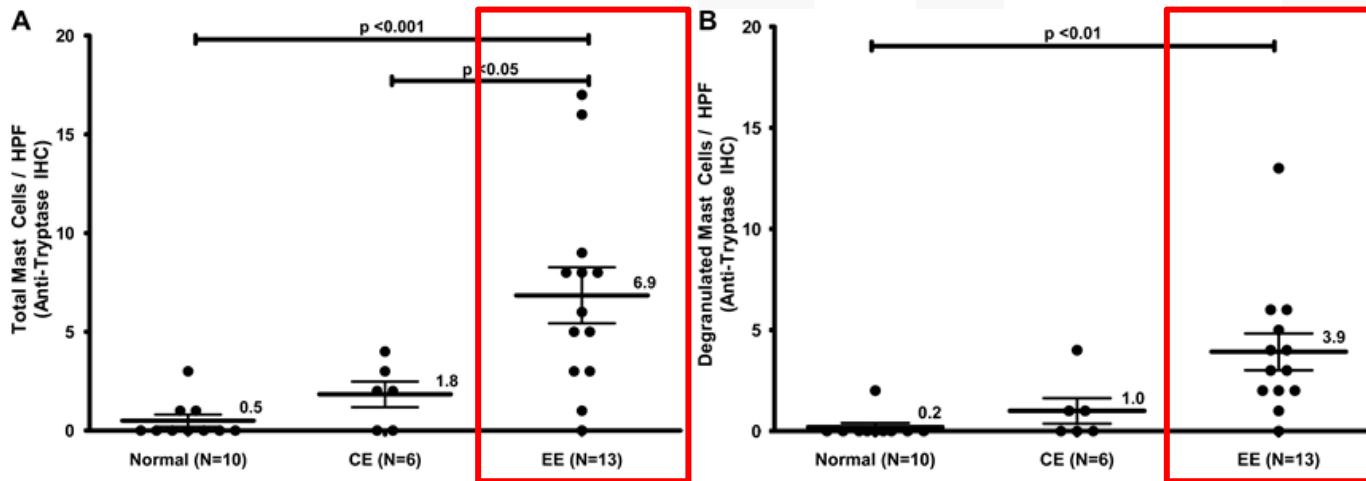 A
p <0.001
p <0.05
Total Mast Cells / HPF
(Anti-Tryptase IHC)
20
15
10
5
0
0.5
1.8
6.9
Normal (N=10)
CE (N=6)
EE (N=13)
B
p <0.01
Degranulated Mast Cells / HPF
(Anti-Tryptase IHC)
20
15
10
5
0
0.2
1.0
3.9
Normal (N=10)
CE (N=6)
EE (N=13)